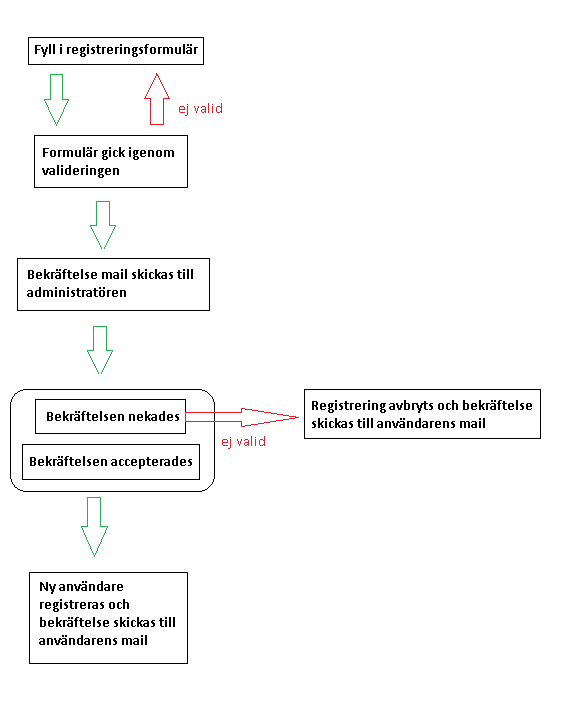 Fyll i registreringsformulär
ej valid
Formulär gick igenom
valideringen
Bekräftelse mail skickas till
administratören
Bekräftelsen nekades
ej valid
Registrering avbryts och bekräftelse
skickas till användarens mail
Bekräftelsen accepterades
Ny användare
registreras och
bekräftelse skickas till
användarens mail